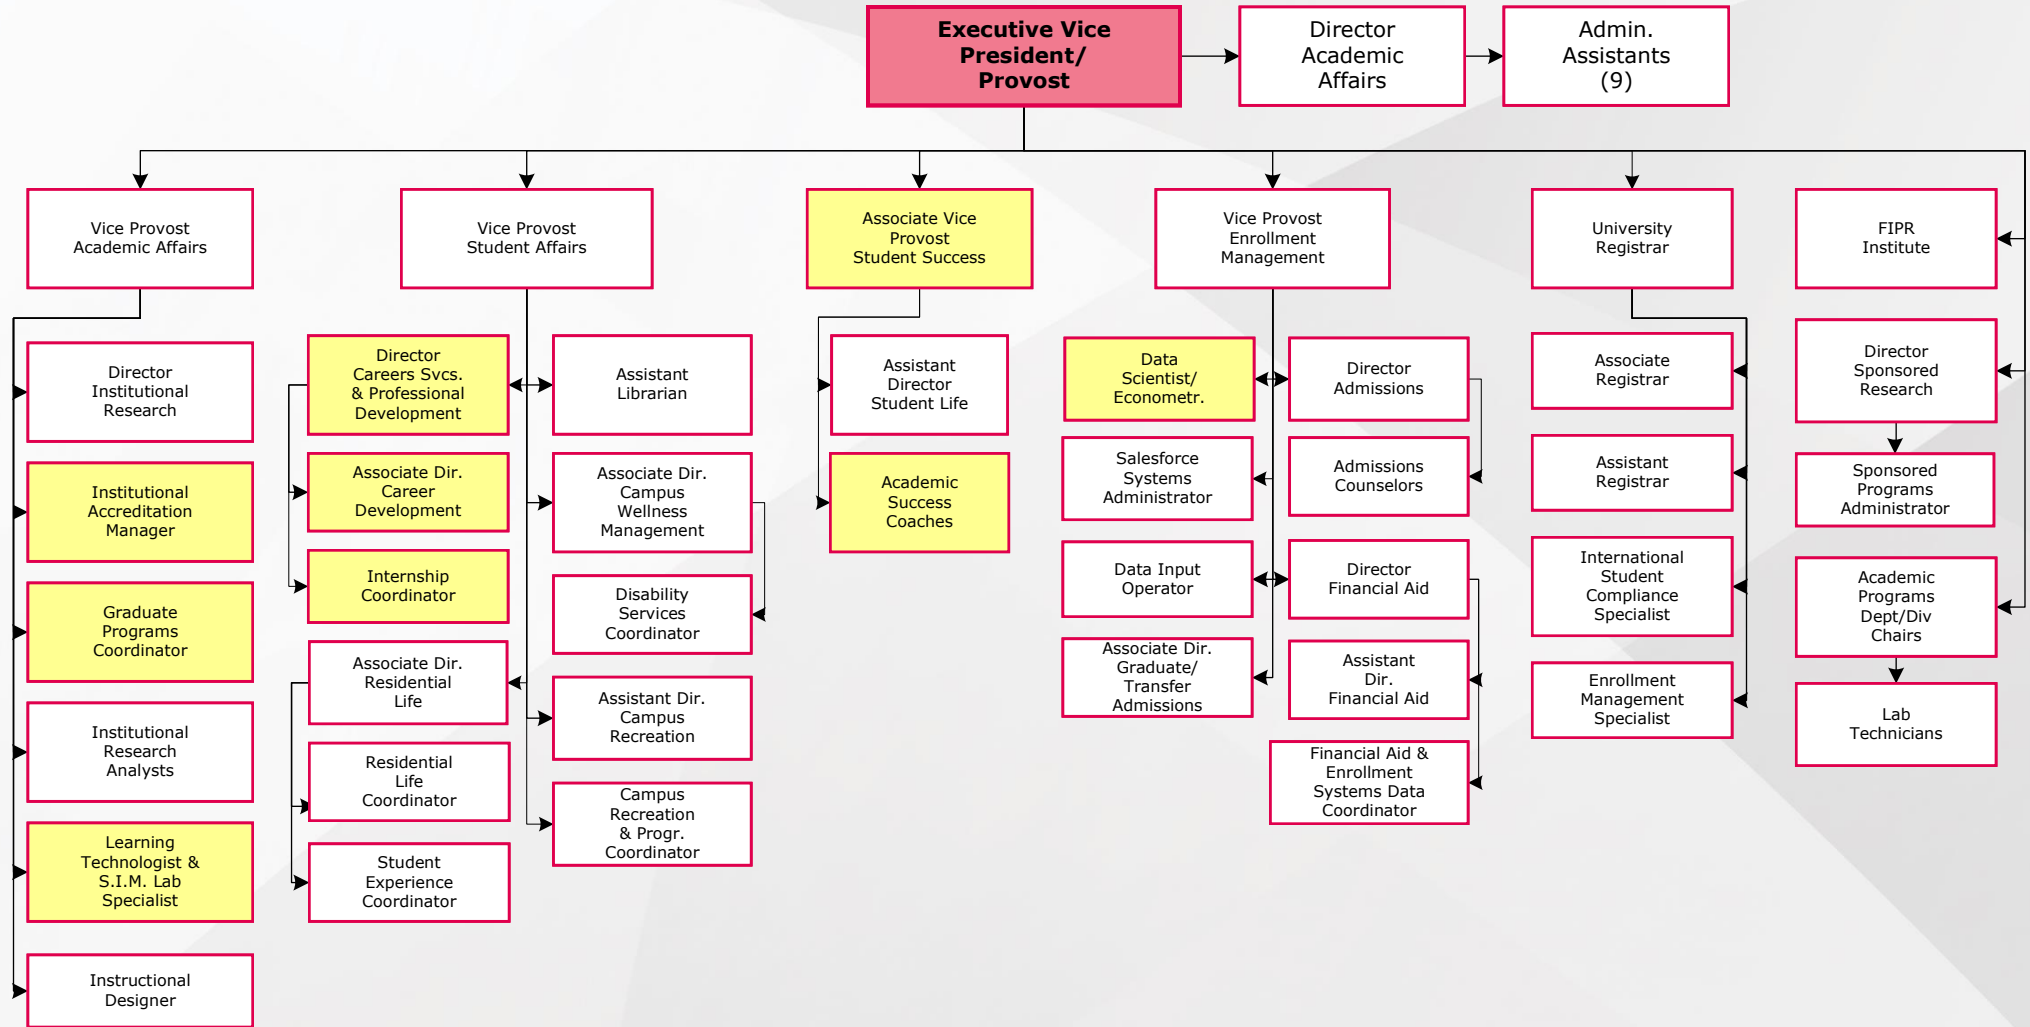 Executive Vice
President/
Provost
Director
Academic
Affairs
Admin.
Assistants
(9)
Vice Provost
Academic Affairs
Vice Provost
Student Affairs
Associate Vice
Provost
Student Success
Vice Provost
Enrollment
Management
University
Registrar
FIPR
Institute
Director
Institutional
Research
Institutional
Accreditation
Manager
Graduate
Programs
Coordinator
Institutional
Research
Analysts
Learning
Technologist &
S.I.M. Lab
Specialist
Instructional
Designer
Director
Careers Svcs.
& Professional
Development
Associate Dir.
Career
Development
Internship
Coordinator
Associate Dir.
Residential
Life
Residential
Life
Coordinator
Student
Experience
Coordinator
Assistant
Librarian
Associate Dir.
Campus
Wellness
Management
Disability
Services
Coordinator
Assistant Dir.
Campus
Recreation
Campus
Recreation
& Progr.
Coordinator
Assistant
Director
Student Life
Academic
Success
Coaches
Data
Scientist/
Econometr.
Salesforce
Systems
Administrator
Data Input
Operator
Associate Dir.
Graduate/
Transfer
Admissions
Director
Admissions
Admissions
Counselors
Director
Financial Aid
Assistant
Dir.
Financial Aid
Financial Aid &
Enrollment
Systems Data
Coordinator
Associate
Registrar
Assistant
Registrar
International
Student
Compliance
Specialist
Enrollment
Management
Specialist
Director
Sponsored
Research
Sponsored
Programs
Administrator
Academic
Programs
Dept/Div
Chairs
Lab
Technicians